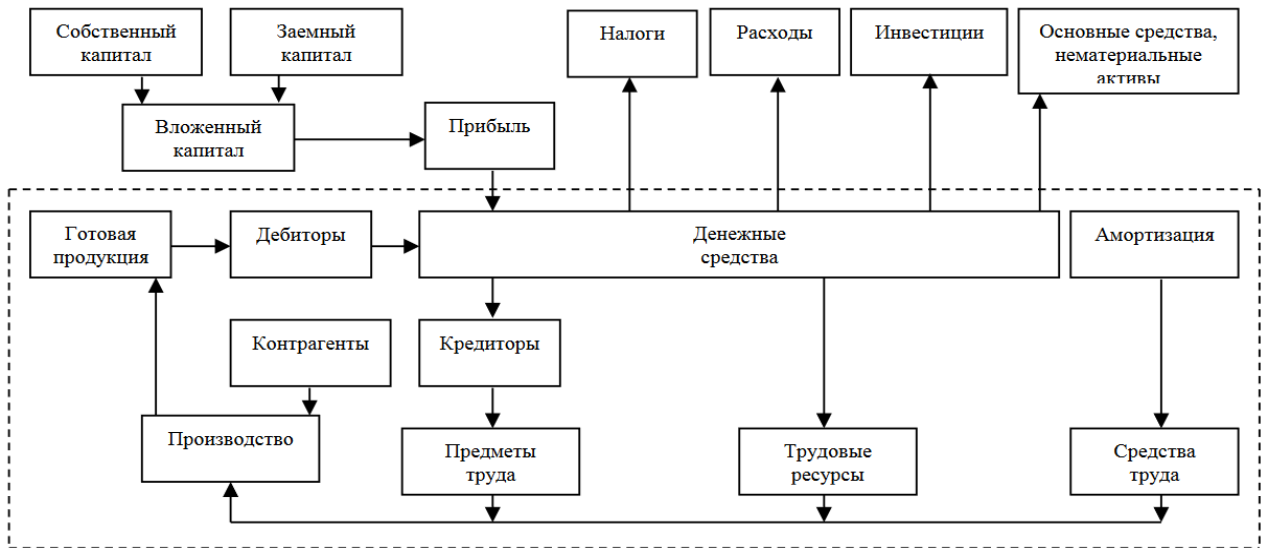 Собственный
капитал
Заемный
капитал
Налоги
Расходы
Инвестиции
Основные средства,
нематериальные
активы
Вложенный
капитал
Прибыль
Готовая
продукция
Дебиторы
Денежные
средства
Амортизация
Контрагенты
Кредиторы
Производство
Предметы
труда
Трудовые
ресурсы
Средства
труда